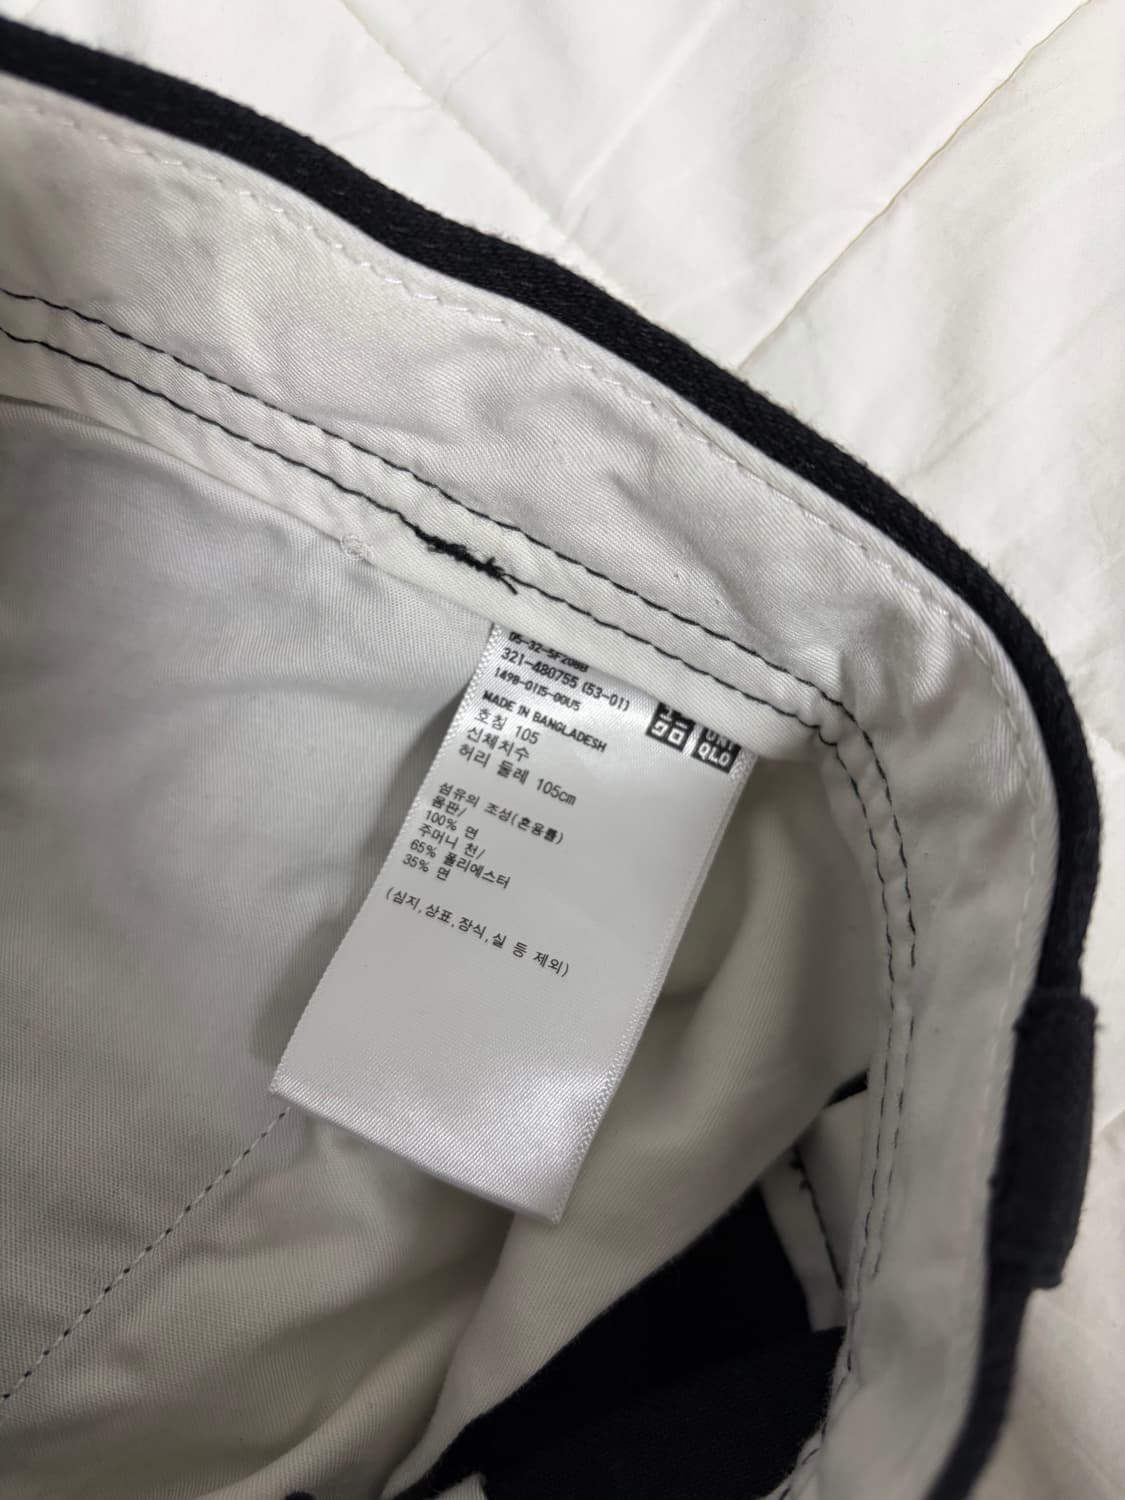 05-32-SF208B
321-480755 (53-01)
1498-0115-00US
MADE IN BANGLADESH
호칭 105
신체치수
허리 둘레 105cm
섬유의 조성(혼용률)
몸판/
100% 면
주머니 천/
65% 폴리에스터
35% 면
(심지,상표,장식,실 등 제외)
UNI
QLO